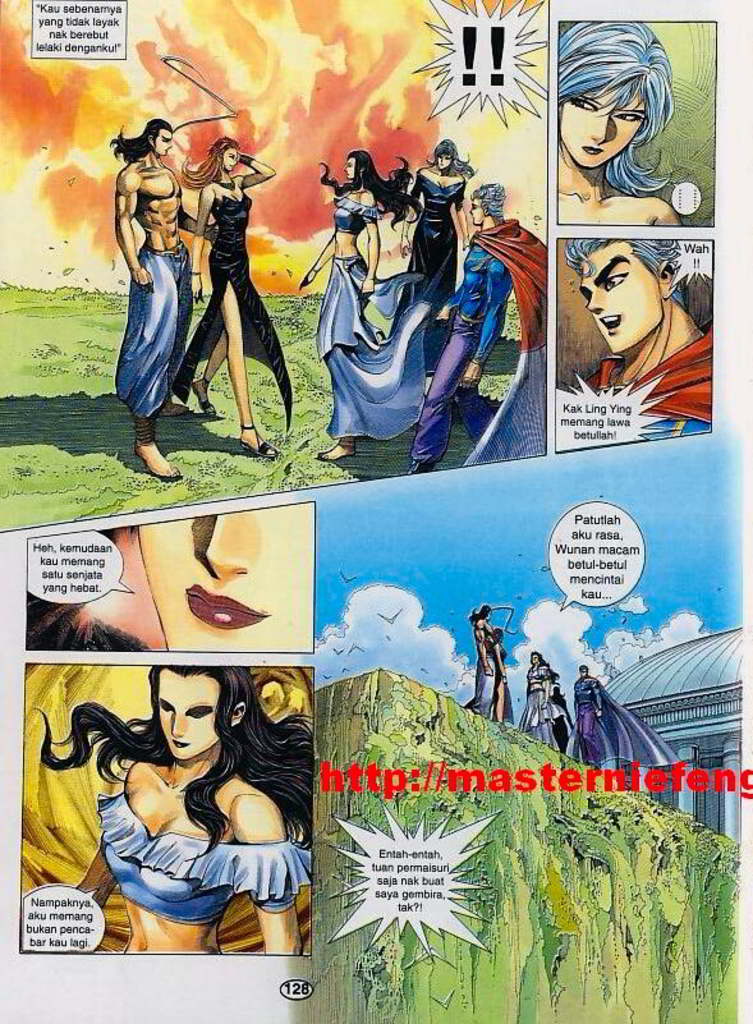 "Kau sebenarnya
yang tidak layak
nak berebut
lelaki denganku!"
!!
......
Wah
!!
Kak Ling Ying
memang lawa
betullah!
Heh, kemudaan
kau memang
satu senjata
yang hebat.
Patutlah
aku rasa,
Wunan macam
betul-betul
mencintai
kau...
Nampaknya,
aku memang
bukan penca-
bar kau lagi.
http://masterniefeng
Entah-entah,
tuan permaisuri
saja nak buat
saya gembira,
tak?!
128